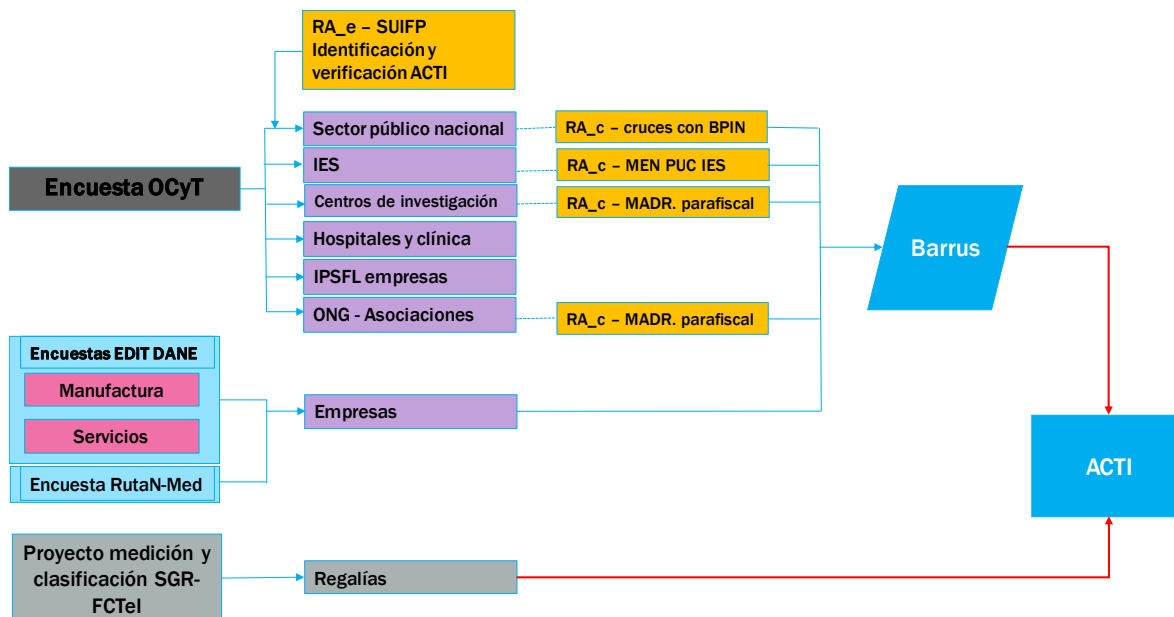 RA_e – SUIFP
Identificación y
verificación ACTI
Sector público nacional
RA_c – cruces con BPIN
IES
RA_c – MEN PUC IES
Encuesta OCyT
Centros de investigación
RA_c – MADR. parafiscal
Hospitales y clínica
Barrus
IPSFL empresas
ONG - Asociaciones
RA_c – MADR. parafiscal
Encuestas EDIT DANE
Manufactura
Empresas
Servicios
ACTI
Encuesta RutaN-Med
Proyecto medición y
clasificación SGR-
FCTeI
Regalías